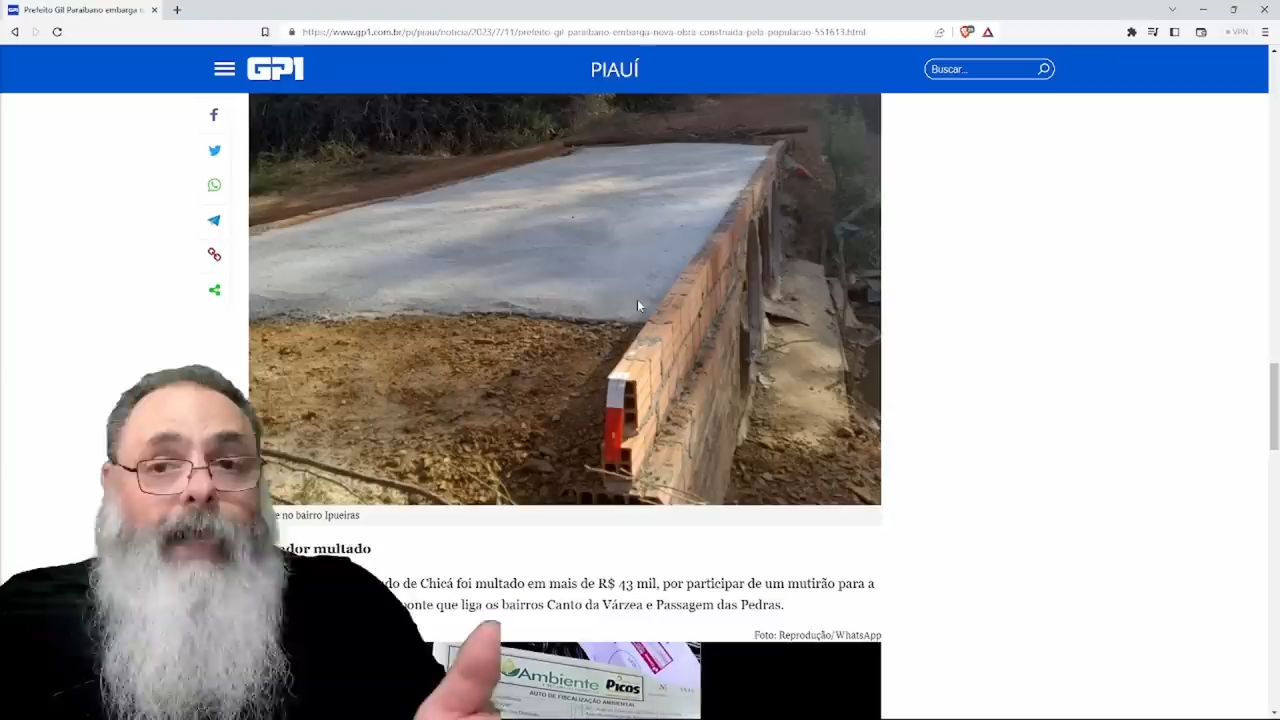 Prefeito Gil Paraibano embarga n
https://www.gp1.com.br/pi/piaui/noticia/2023/7/11/prefeito-gil-paraibano-embarga-nova-obra-construida-pela-populacao-551613.html
VPN
GP1
PIAUÍ
Buscar...
e no bairro Ipueiras
ador multado
do de Chicá foi multado em mais de R$ 43 mil, por participar de um mutirão para a
ponte que liga os bairros Canto da Várzea e Passagem das Pedras.
Foto: Reprodução/WhatsApp
Ambiente
Picos
AUTO DE FISCALIZAÇÃO AMBIENTAL